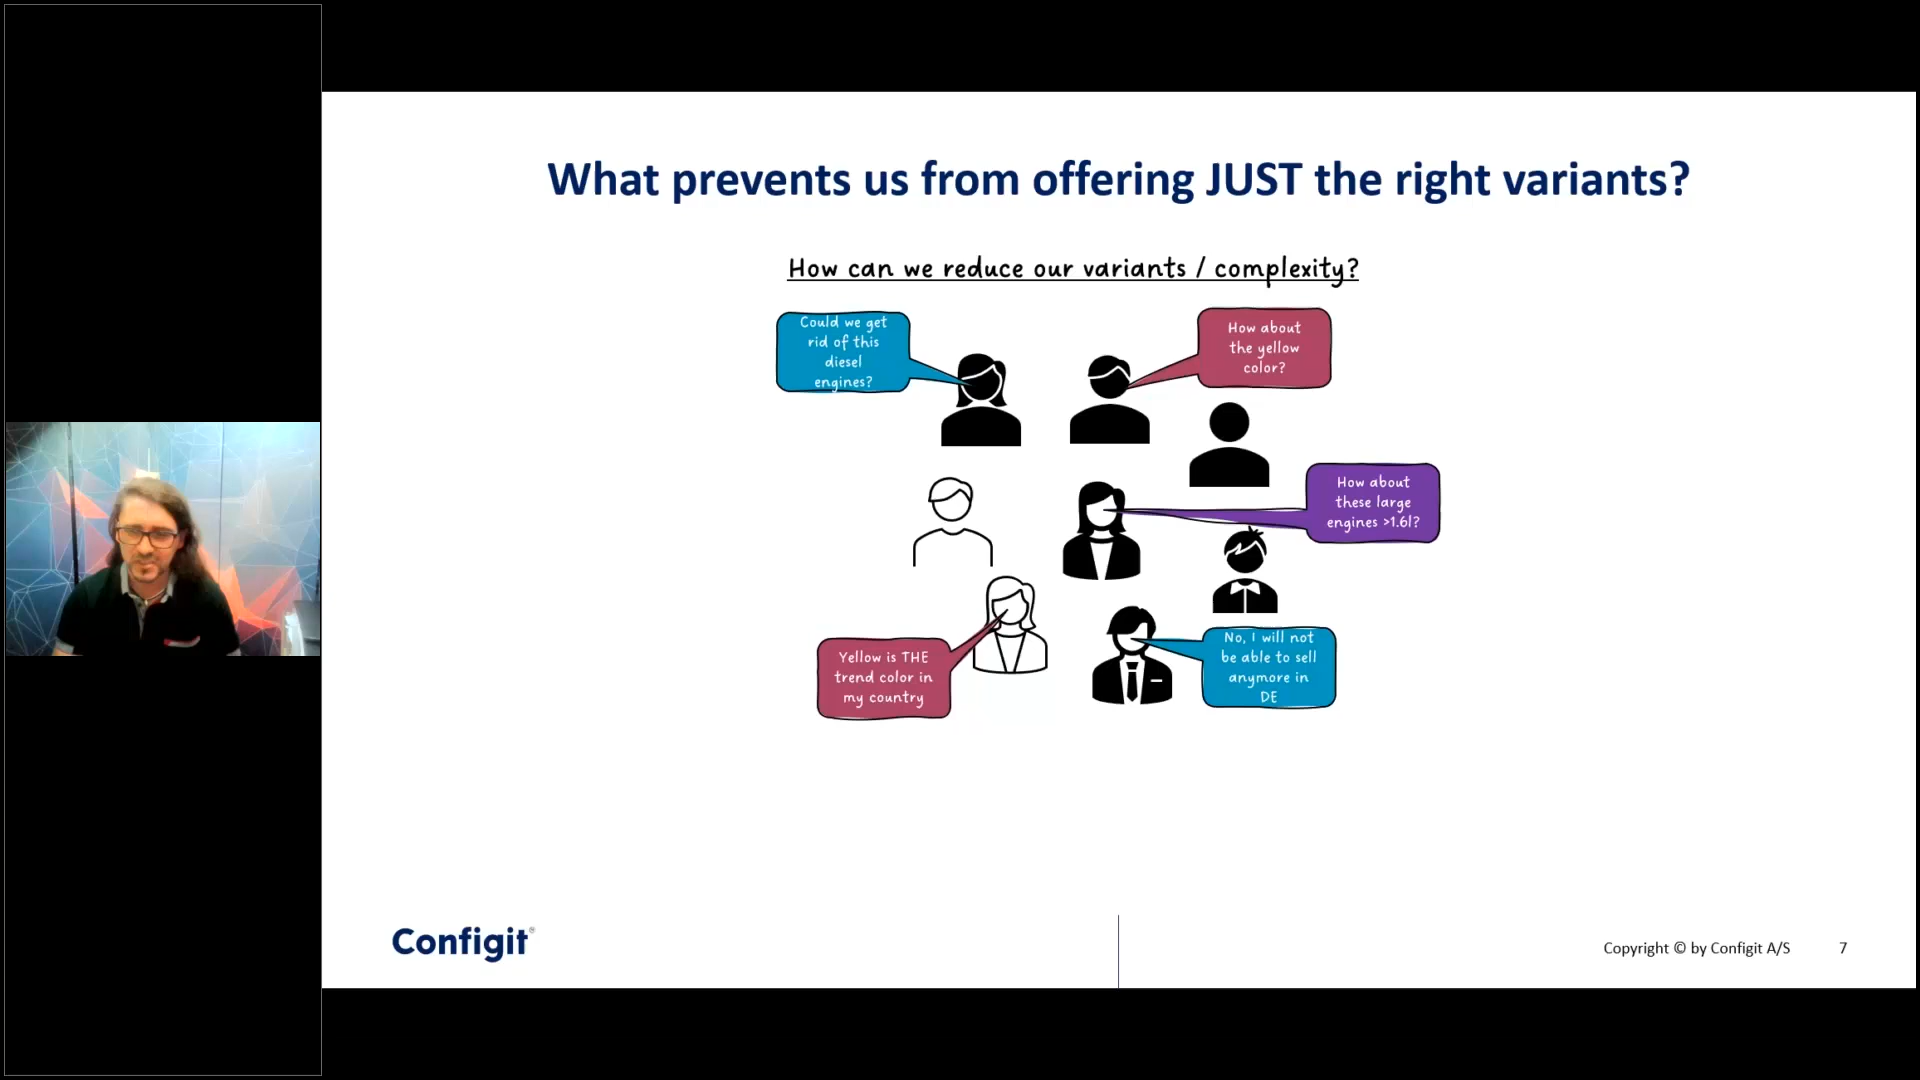 What prevents us from offering JUST the right variants?
How can we reduce our variants / complexity?
Could we get
rid of this
diesel
engines?
How about
the yellow
color?
How about
these large
engines >1.6l?
Yellow is THE
trend color in
my country
No, I will not
be able to sell
anymore in
DE
Configit®
Copyright © by Configit A/S
7